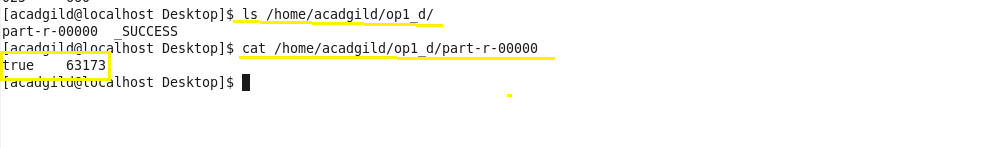 [acadgild@localhost Desktop]$ ls /home/acadgild/op1_d/
part-r-00000  _SUCCESS
[acadgild@localhost Desktop]$ cat /home/acadgild/op1_d/part-r-00000
true    63173
[acadgild@localhost Desktop]$